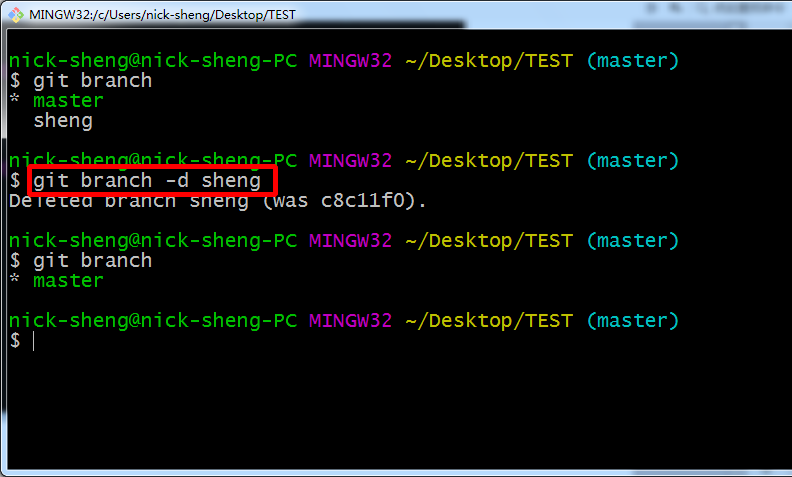 MINGW32:/c/Users/nick-sheng/Desktop/TEST
nick-sheng@nick-sheng-PC MINGW32 ~/Desktop/TEST (master)
$ git branch
* master
  sheng
nick-sheng@nick-sheng-PC MINGW32 ~/Desktop/TEST (master)
$ git branch -d sheng
Deleted branch sheng (was c8c11f0).
nick-sheng@nick-sheng-PC MINGW32 ~/Desktop/TEST (master)
$ git branch
* master
nick-sheng@nick-sheng-PC MINGW32 ~/Desktop/TEST (master)
$